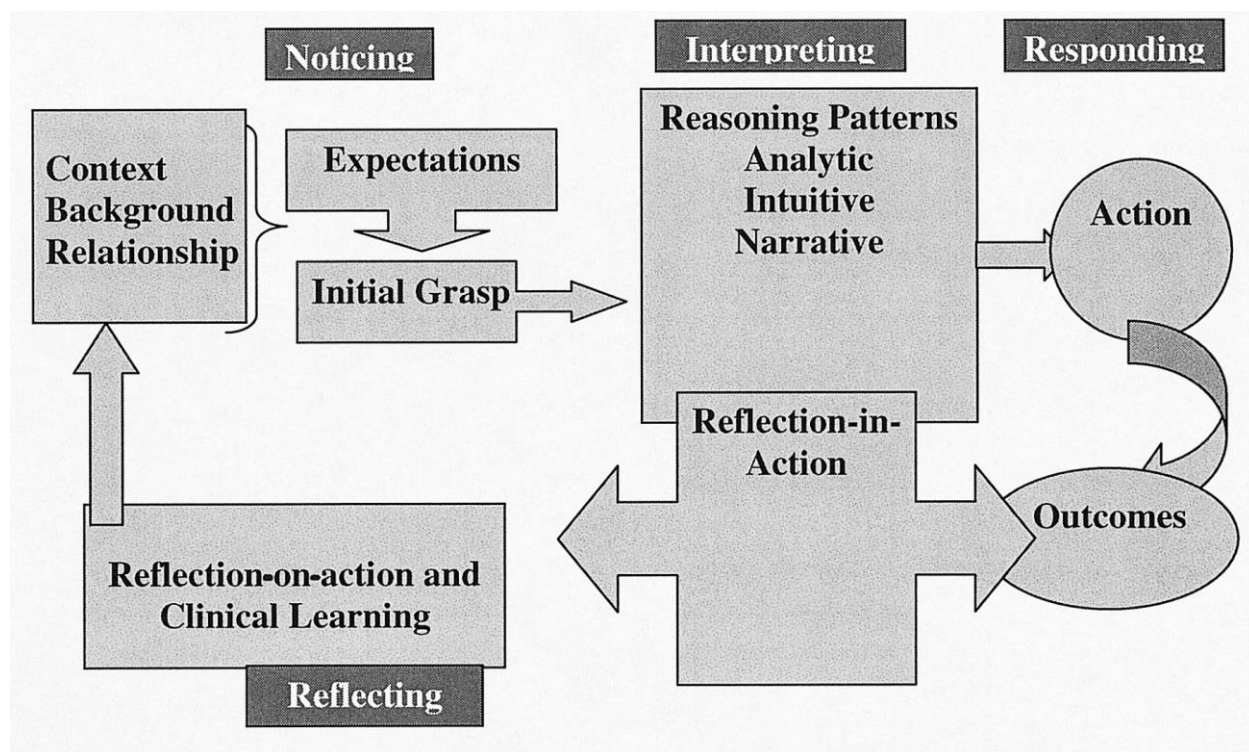 Noticing
Interpreting
Responding
Context
Background
Relationship
Expectations
Initial Grasp
Reasoning Patterns
Analytic
Intuitive
Narrative
Action
Reflection-in-
Action
Outcomes
Reflection-on-action and
Clinical Learning
Reflecting